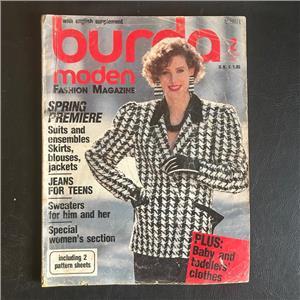 with english supplement
burda
moden
FASHION MAGAZINE
2
SPRING
PREMIERE
Suits and
ensembles
Skirts,
blouses,
jackets
JEANS
FOR TEENS
Sweaters
for him and her
Special
women's section
including 2
pattern sheets
PLUS:
Baby and
toddlers'
clothes